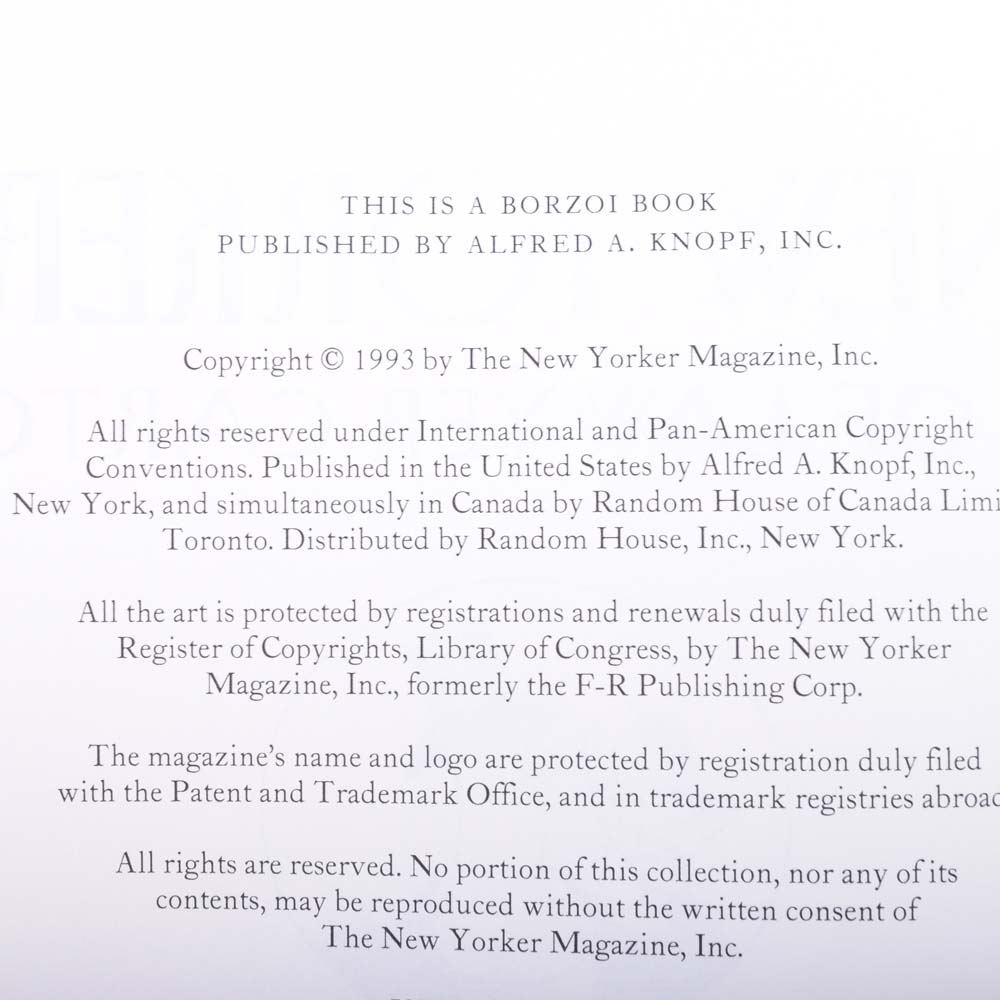 THIS IS A BORZOI BOOK
PUBLISHED BY ALFRED A. KNOPF, INC.
Copyright © 1993 by The New Yorker Magazine, Inc.
All rights reserved under International and Pan-American Copyright
Conventions. Published in the United States by Alfred A. Knopf, Inc.,
New York, and simultaneously in Canada by Random House of Canada Limi
Toronto. Distributed by Random House, Inc., New York.
All the art is protected by registrations and renewals duly filed with the
Register of Copyrights, Library of Congress, by The New Yorker
Magazine, Inc., formerly the F-R Publishing Corp.
The magazine's name and logo are protected by registration duly filed
with the Patent and Trademark Office, and in trademark registries abroad
All rights are reserved. No portion of this collection, nor any of its
contents, may be reproduced without the written consent of
The New Yorker Magazine, Inc.